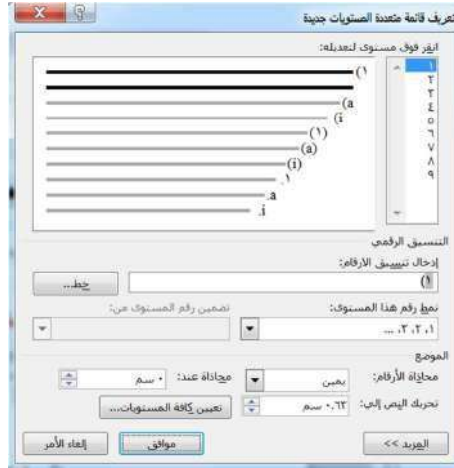 تعريف قائمة متعددة المستويات جديدة
انقر فوق مستوى لتعديله:
١
٢
٣
٤
٥
٦
٧
٨
٩
١)
a)
i)
(١)
(a)
(i)
١.
a.
i.
التنسيق الرقمي
إدخال تنسيق الأرقام:
١)
خط...
نمط رقم هذا المستوى:
تضمين رقم المستوى من:
١، ٢، ٣، ...
الموضع
محاذاة الأرقام:
يمين
محاذاة عند:
٠ سم
تحريك النص إلى:
٠.٦٣ سم
تعيين كافة المستويات...
المزيد >>
موافق
إلغاء الأمر